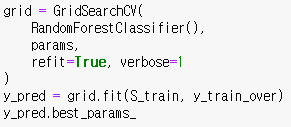 grid = GridSearchCV(
    RandomForestClassifier(),
    params,
    refit=True, verbose=1
)
y_pred = grid.fit(S_train, y_train_over)
y_pred.best_params_